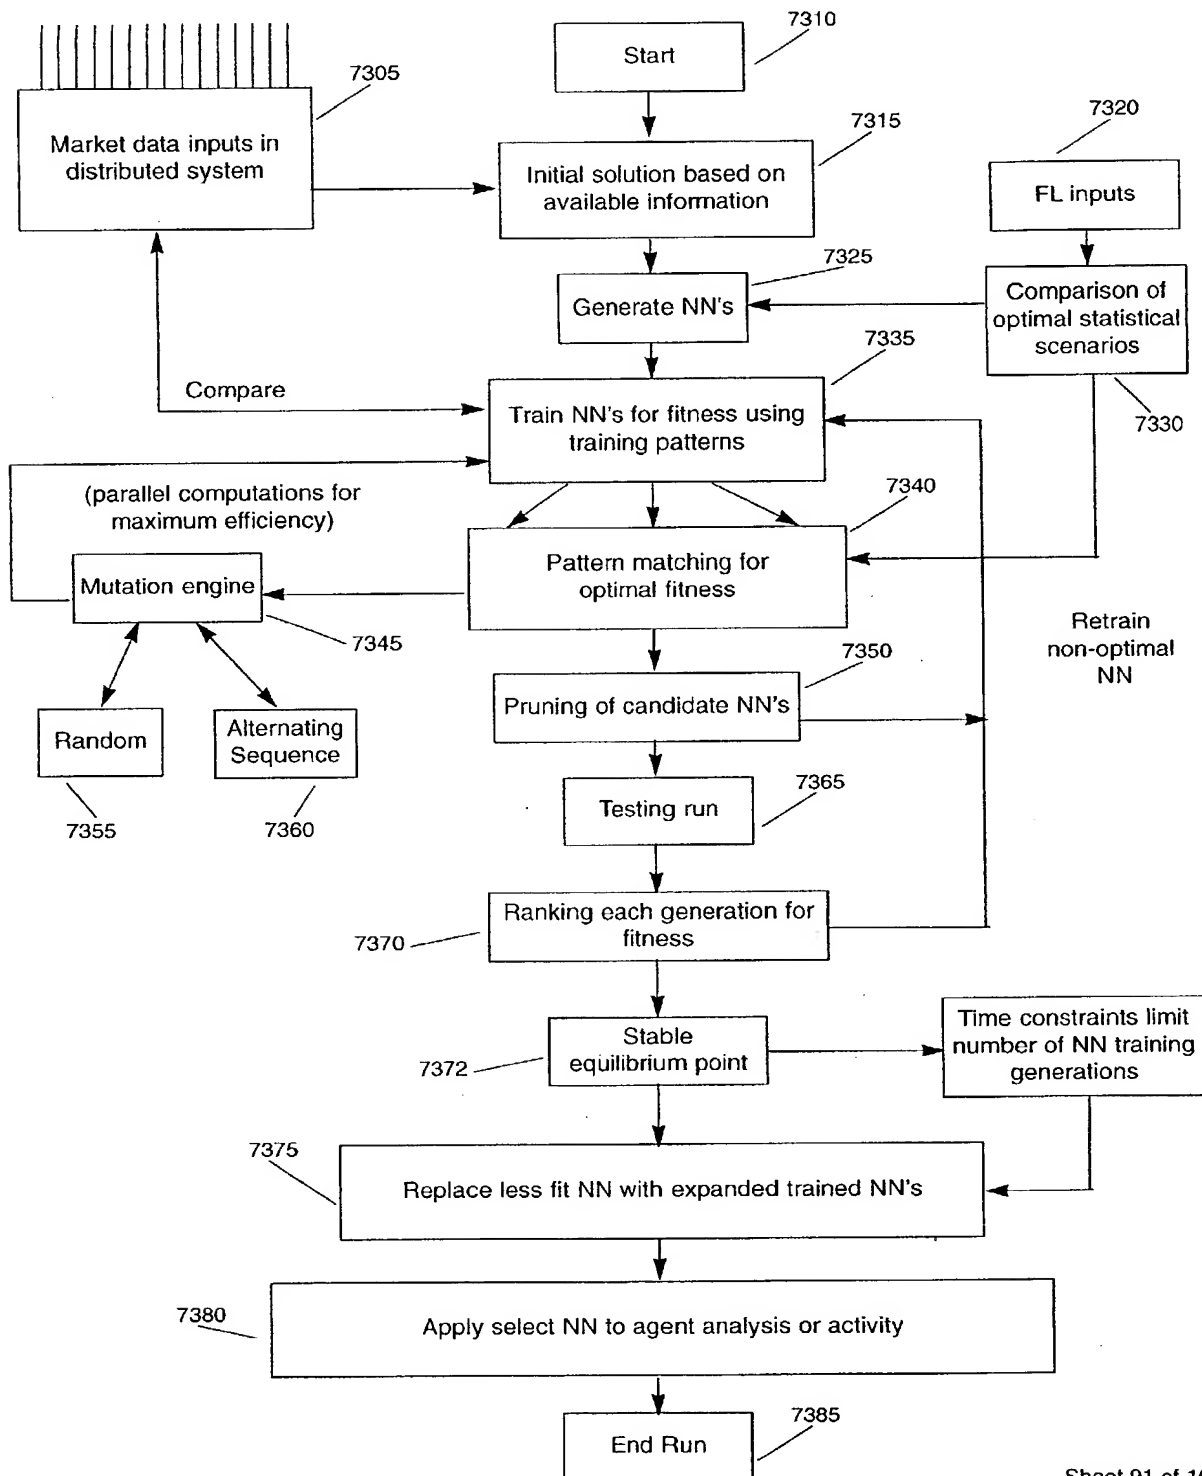 7310
Start
7305
Market data inputs in
distributed system
7315
Initial solution based on
available information
7320
FL inputs
7325
Generate NN's
Comparison of
optimal statistical
scenarios
7330
7335
Compare
Train NN's for fitness using
training patterns
(parallel computations for
maximum efficiency)
7340
Pattern matching for
optimal fitness
Mutation engine
7345
Retrain
non-optimal
NN
7350
Pruning of candidate NN's
Random
Alternating
Sequence
7355
7360
7365
Testing run
Ranking each generation for
fitness
7370
Stable
equilibrium point
7372
Time constraints limit
number of NN training
generations
7375
Replace less fit NN with expanded trained NN's
7380
Apply select NN to agent analysis or activity
7385
End Run
Sheet 91 of